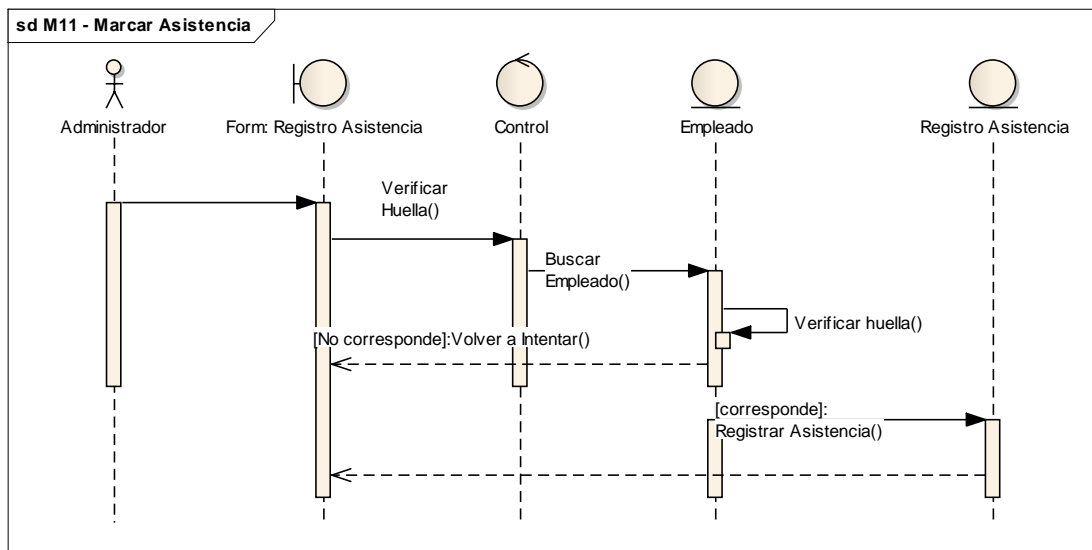 sd M11 - Marcar Asistencia
Administrador
Form: Registro Asistencia
Control
Empleado
Registro Asistencia
Verificar
Huella()
Buscar
Empleado()
Verificar huella()
[No corresponde]:Volver a Intentar()
[corresponde]:
Registrar Asistencia()